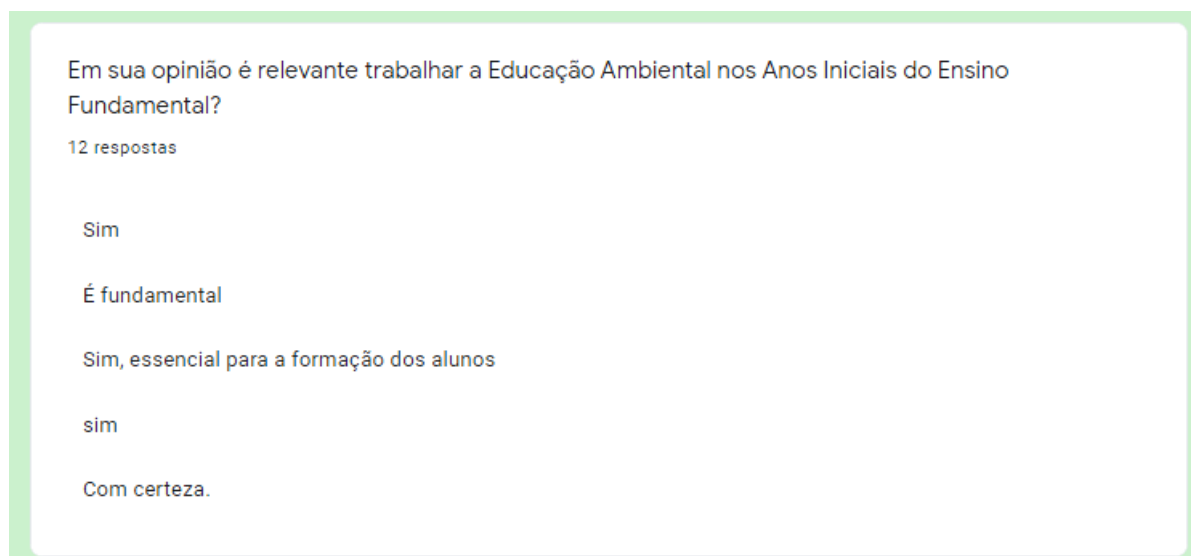 Em sua opinião é relevante trabalhar a Educação Ambiental nos Anos Iniciais do Ensino
Fundamental?
12 respostas
Sim
É fundamental
Sim, essencial para a formação dos alunos
sim
Com certeza.